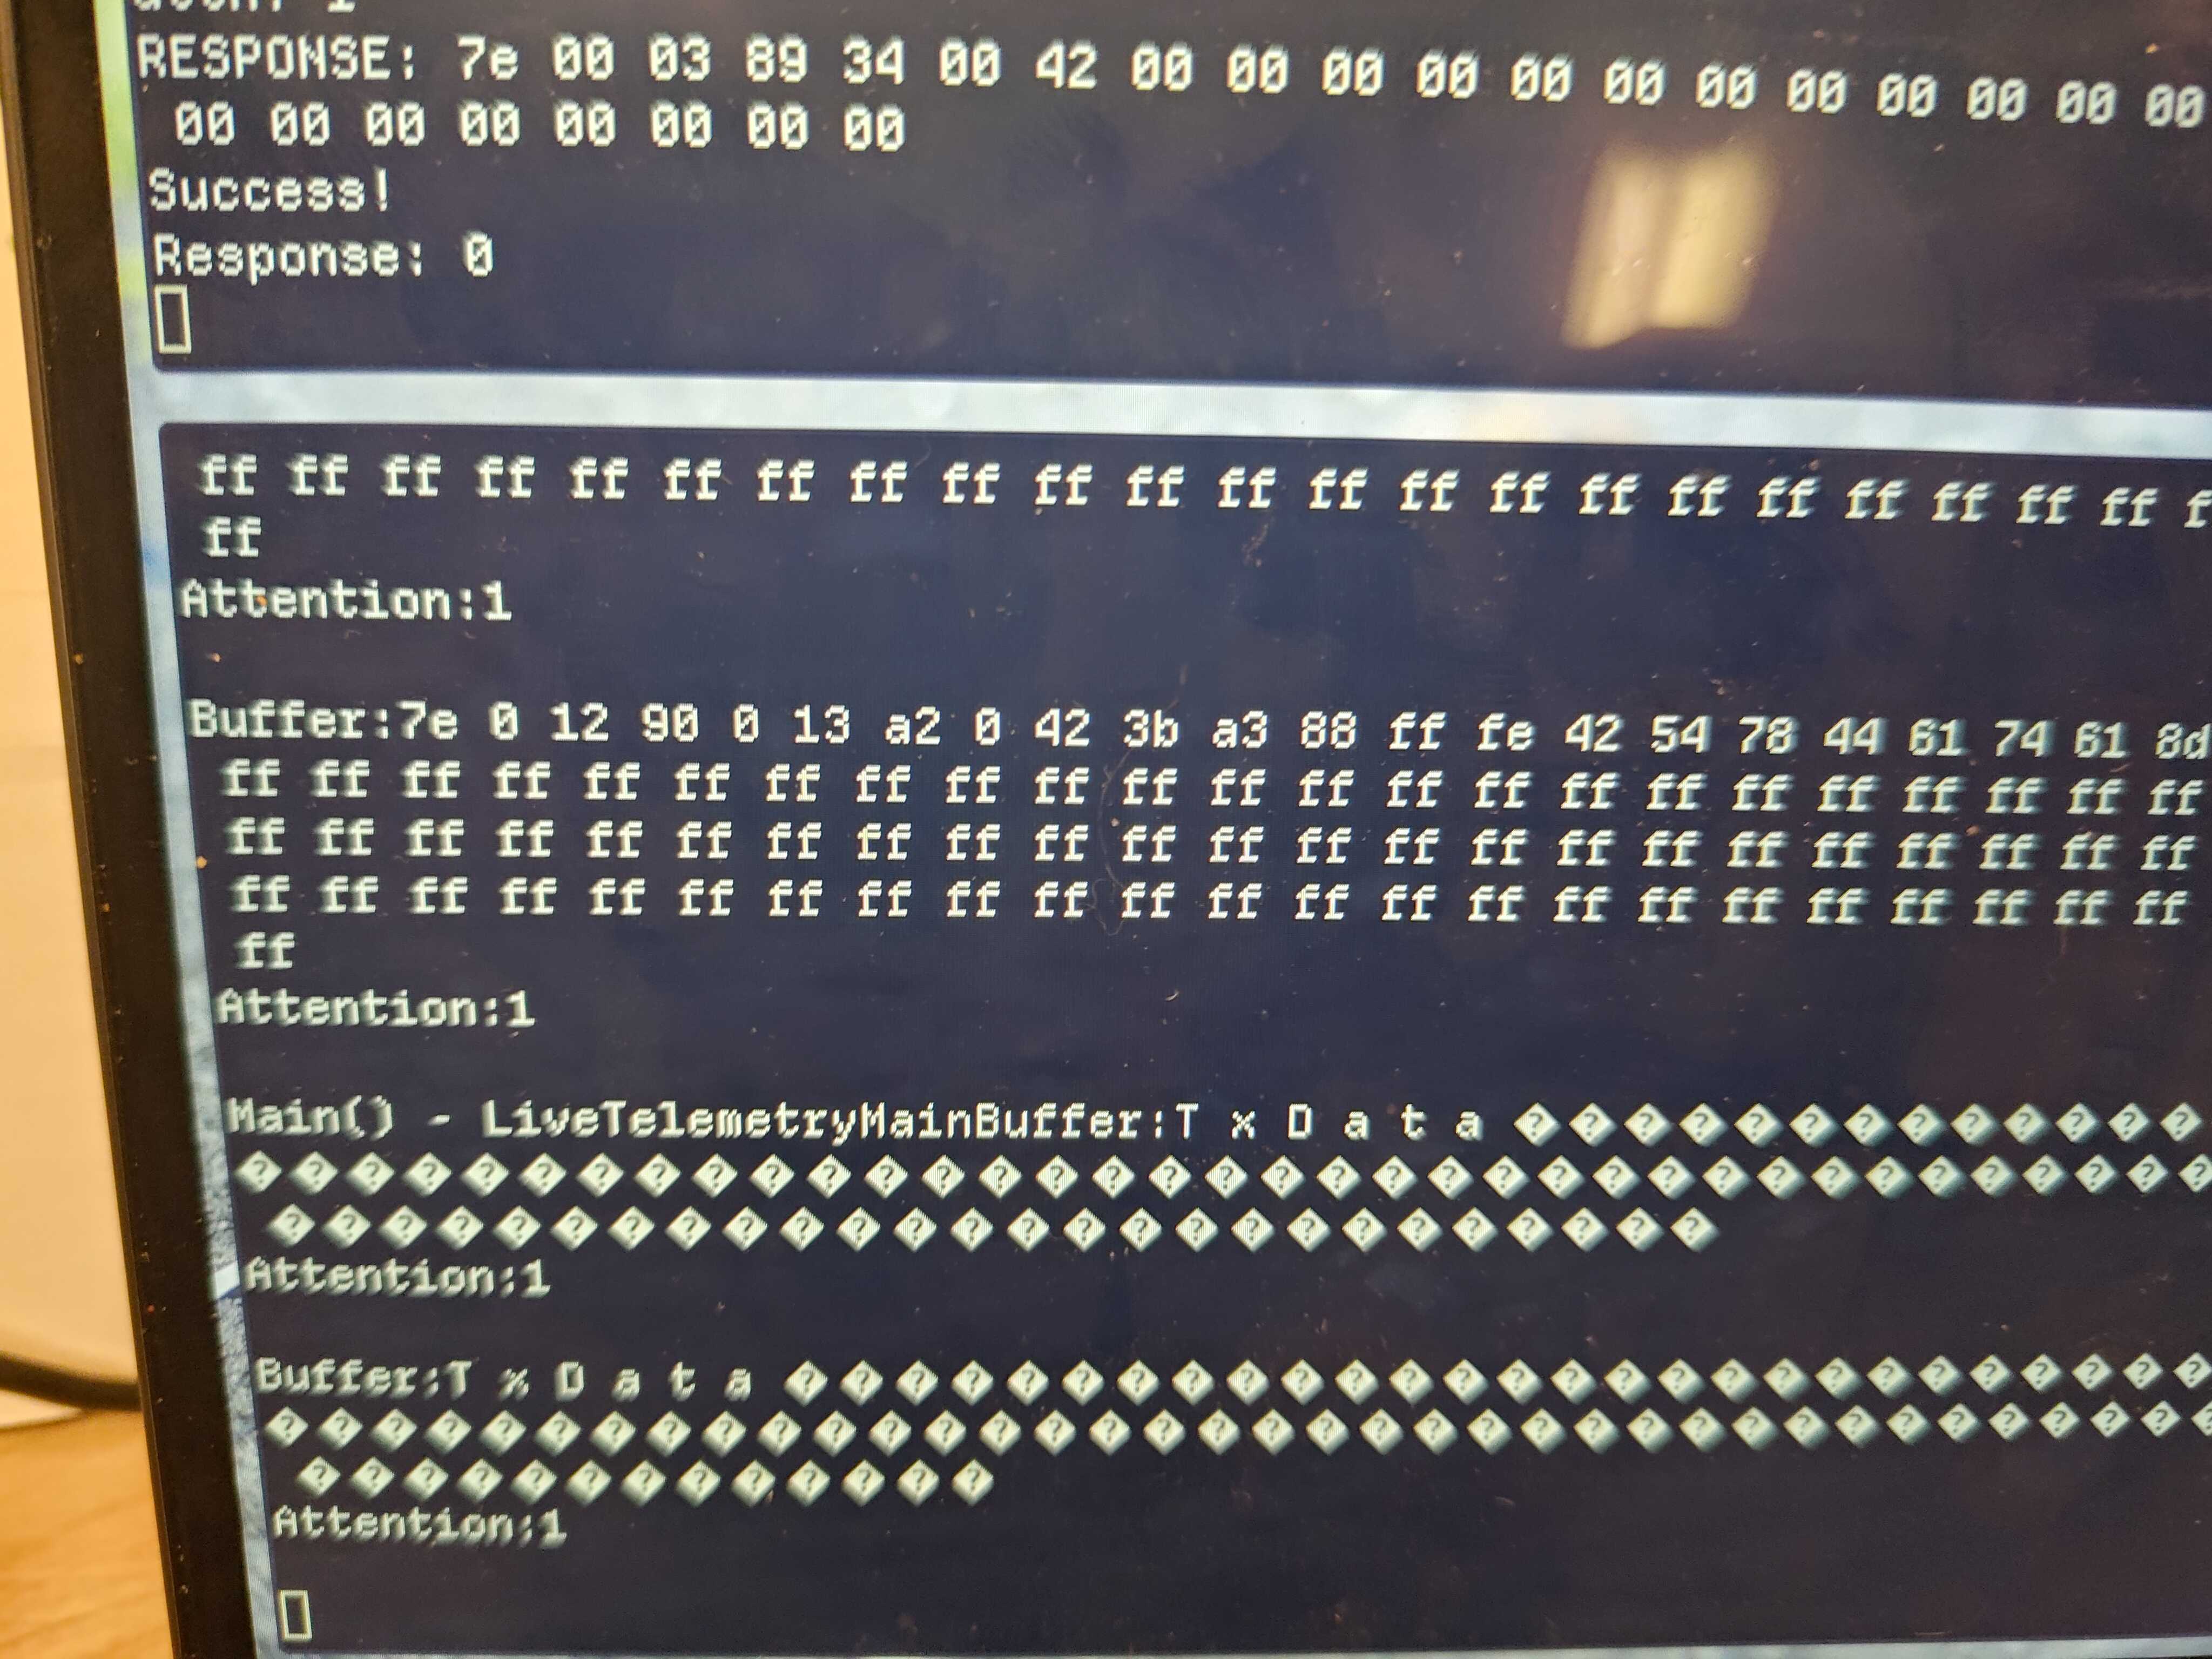 RESPONSE: 7e 00 03 89 34 00 42 00 00 00 00 00 00 00 00 00 00 00 00
00 00 00 00 00 00 00 00
Success!
Response: 0
ff ff ff ff ff ff ff ff ff ff ff ff ff ff ff ff ff ff ff ff ff ff f
ff
Attention:1
Buffer:7e 0 12 90 0 13 a2 0 42 3b a3 88 ff fe 42 54 78 44 61 74 61 8d
ff ff ff ff ff ff ff ff ff ff ff ff ff ff ff ff ff ff ff ff ff ff
ff ff ff ff ff ff ff ff ff ff ff ff ff ff ff ff ff ff ff ff ff ff
ff ff ff ff ff ff ff ff ff ff ff ff ff ff ff ff ff ff ff ff ff ff
ff
Attention:1
Main() - LiveTelemetryMainBuffer:T x D a t a � � � � � � � � � � � � �
� � � � � � � � � � � � � � � � � � � � � � � � � � � � � � � � � � � �
� � � � � � � � � � � � � � � � � � � � � � � � � �
Attention:1
Buffer:T x D a t a � � � � � � � � � � � � � � � � � � � � � � � � � � �
� � � � � � � � � � � � � � � � � � � � � � � � � � � � � � � � � � � �
� � � � � � � � � � � � �
Attention:1